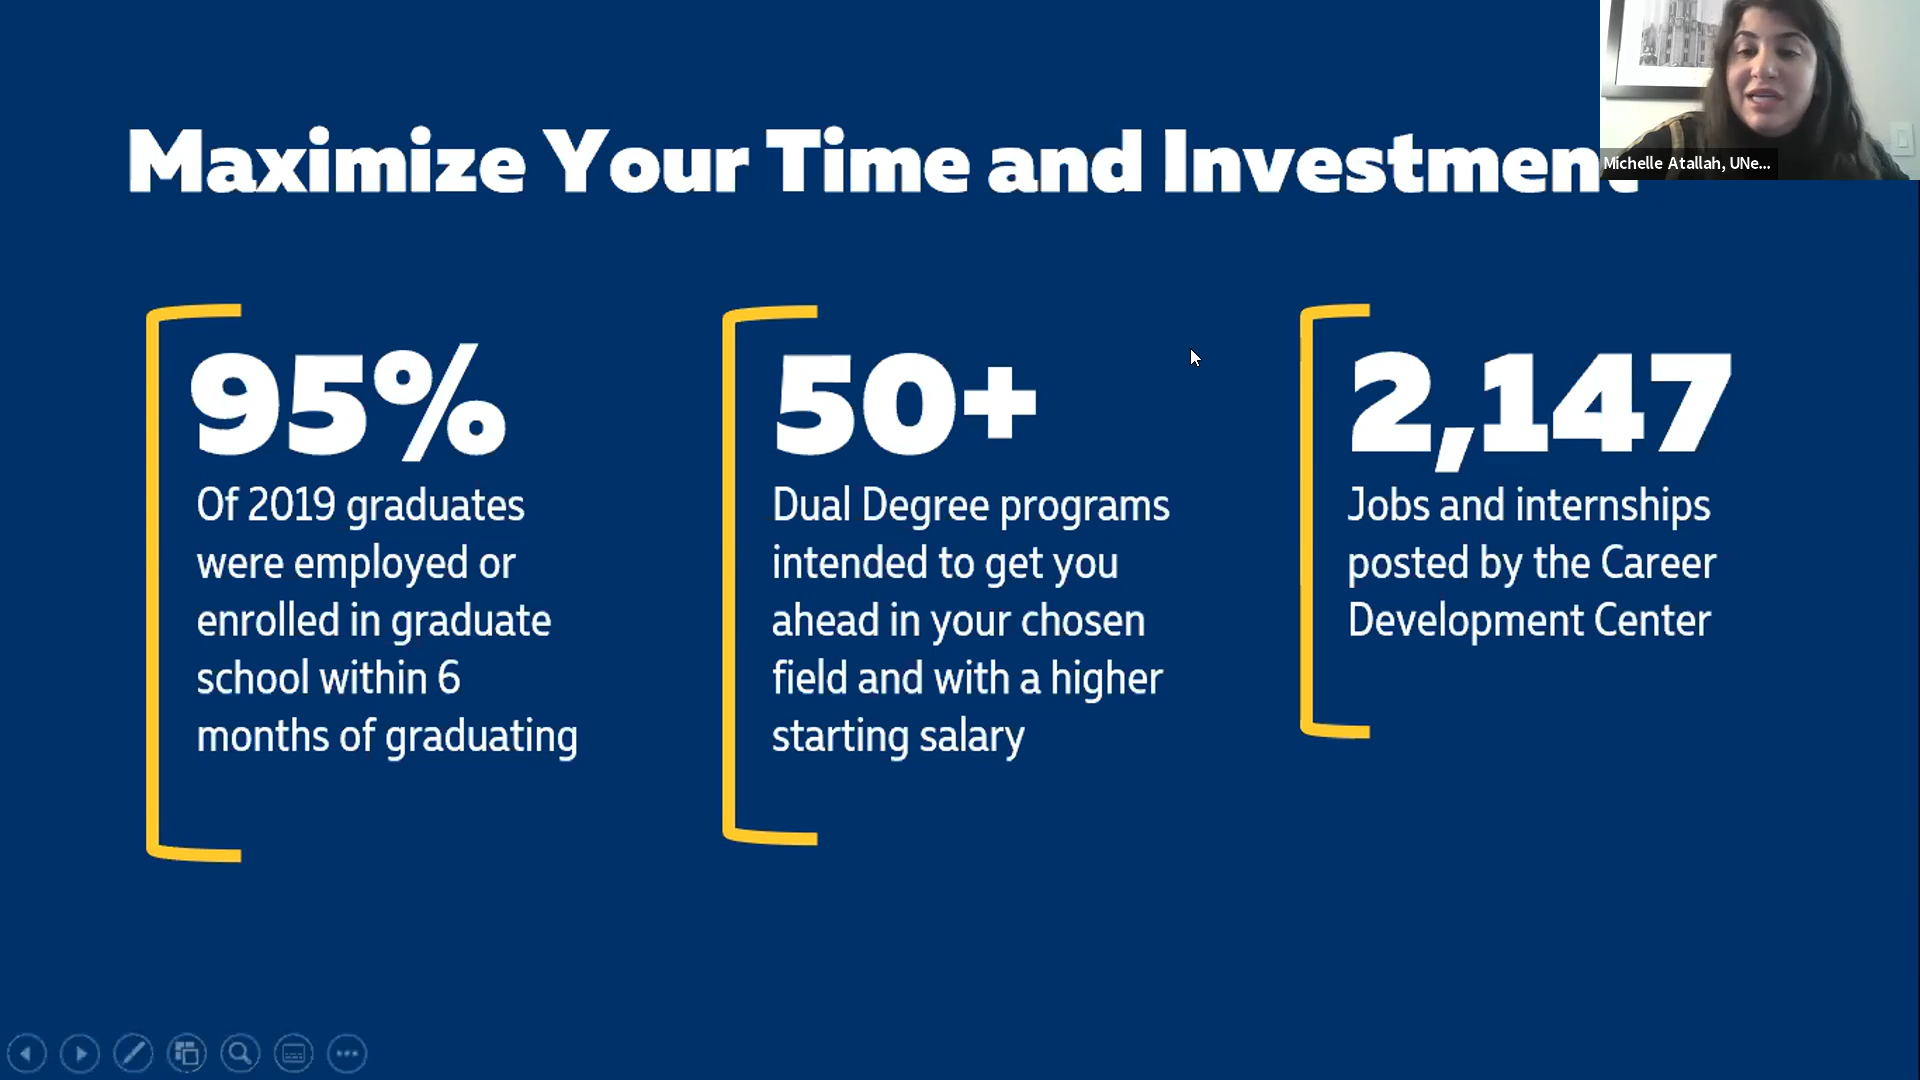 Maximize Your Time and Investment
Michelle Atallah, UNe...
95%
Of 2019 graduates
were employed or
enrolled in graduate
school within 6
months of graduating
50+
Dual Degree programs
intended to get you
ahead in your chosen
field and with a higher
starting salary
2,147
Jobs and internships
posted by the Career
Development Center